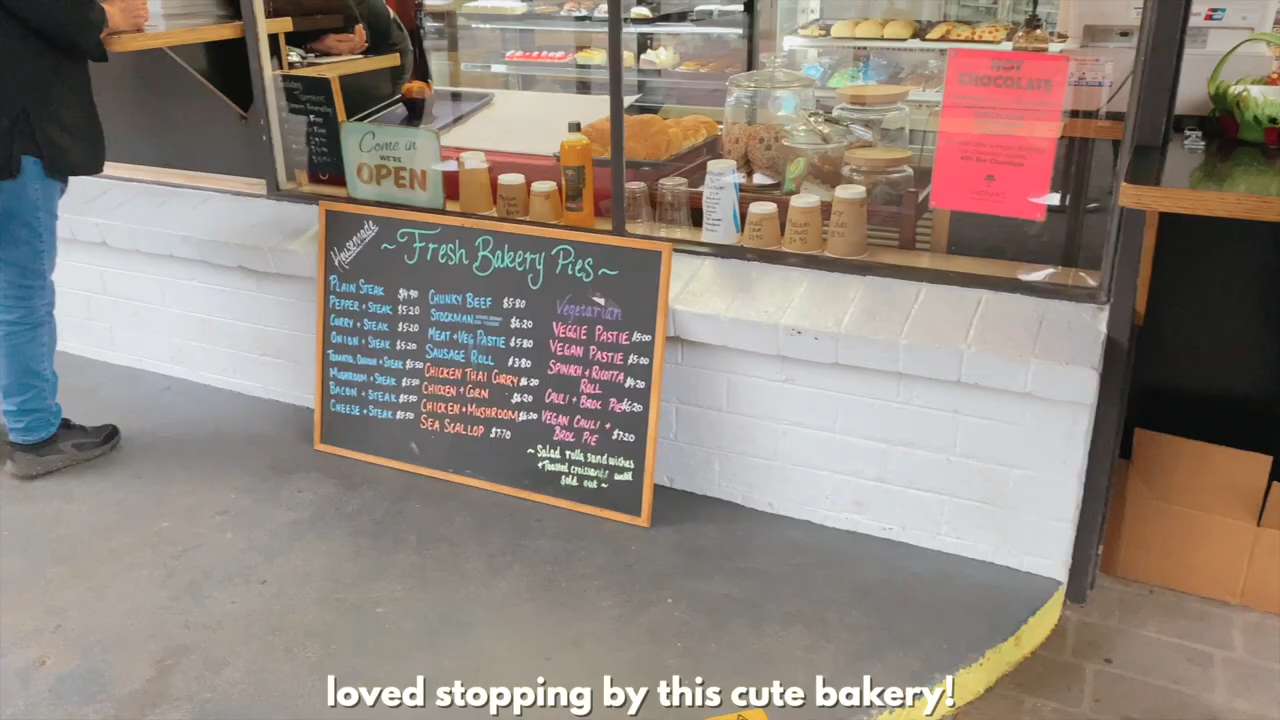 Come in
WE'RE
OPEN
HOT
CHOCOLATE
Housemade
~Fresh Bakery Pies~
PLAIN STEAK $4.90
PEPPER + STEAK $5.20
CURRY + STEAK $5.20
ONION + STEAK $5.20
TOMATO, ONION + STEAK $5.50
MUSHROOM + STEAK $5.50
BACON + STEAK $5.50
CHEESE + STEAK $5.50
CHUNKY BEEF $5.80
STOCKMAN $6.20
MEAT + VEG PASTIE $5.80
SAUSAGE ROLL $3.80
CHICKEN THAI CURRY $6.20
CHICKEN + CORN $6.20
CHICKEN + MUSHROOM $6.20
SEA SCALLOP $7.70
Vegetarian
VEGGIE PASTIE $5.00
VEGAN PASTIE $5.00
SPINACH + RICOTTA
ROLL $4.20
CAULI + BROC PIE $6.20
VEGAN CAULI +
BROC PIE $7.20
~ Salad rolls, sandwiches
+ Toasted croissants until
sold out ~
loved stopping by this cute bakery!